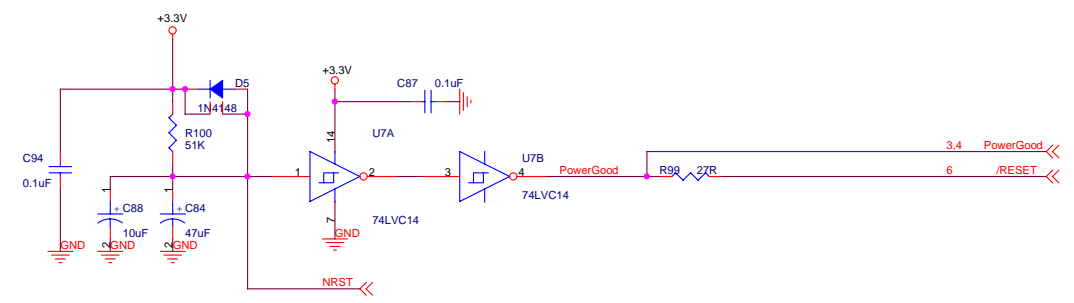 +3.3V
D5
1N4148
+3.3V
C87 0.1uF
14
U7A
R100
51K
C94
0.1uF
1
2
3
4
U7B
PowerGood
R99 27R
3,4 PowerGood
6 /RESET
74LVC14
1
+ C88
10uF
2
GND
1
+ C84
47uF
2
GND
7
74LVC14
GND
GND
NRST